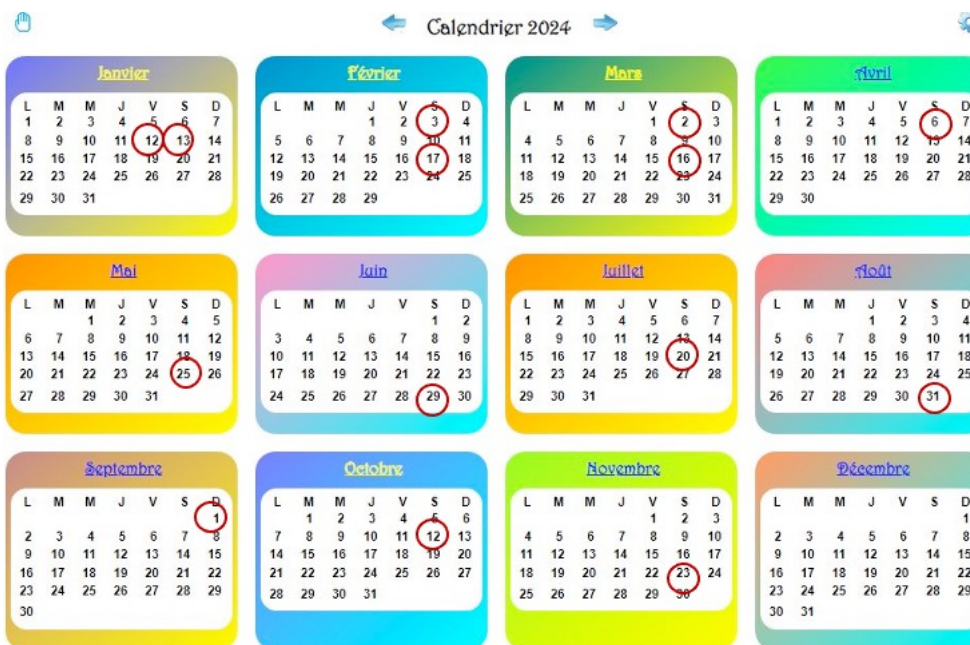 Calendrier 2024
Janvier
L M M J V S D
1 2 3 4 5 6 7
8 9 10 11 12 13 14
15 16 17 18 19 20 21
22 23 24 25 26 27 28
29 30 31
Février
L M M J V S D
1 2 3 4
5 6 7 8 9 10 11
12 13 14 15 16 17 18
19 20 21 22 23 24 25
26 27 28 29
Mars
L M M J V S D
1 2 3
4 5 6 7 8 9 10
11 12 13 14 15 16 17
18 19 20 21 22 23 24
25 26 27 28 29 30 31
Avril
L M M J V S D
1 2 3 4 5 6 7
8 9 10 11 12 13 14
15 16 17 18 19 20 21
22 23 24 25 26 27 28
29 30
Mai
L M M J V S D
1 2 3 4 5
6 7 8 9 10 11 12
13 14 15 16 17 18 19
20 21 22 23 24 25 26
27 28 29 30 31
Juin
L M M J V S D
1 2
3 4 5 6 7 8 9
10 11 12 13 14 15 16
17 18 19 20 21 22 23
24 25 26 27 28 29 30
Juillet
L M M J V S D
1 2 3 4 5 6 7
8 9 10 11 12 13 14
15 16 17 18 19 20 21
22 23 24 25 26 27 28
29 30 31
Août
L M M J V S D
1 2 3 4
5 6 7 8 9 10 11
12 13 14 15 16 17 18
19 20 21 22 23 24 25
26 27 28 29 30 31
Septembre
L M M J V S D
1
2 3 4 5 6 7 8
9 10 11 12 13 14 15
16 17 18 19 20 21 22
23 24 25 26 27 28 29
30
Octobre
L M M J V S D
1 2 3 4 5 6
7 8 9 10 11 12 13
14 15 16 17 18 19 20
21 22 23 24 25 26 27
28 29 30 31
Novembre
L M M J V S D
1 2 3
4 5 6 7 8 9 10
11 12 13 14 15 16 17
18 19 20 21 22 23 24
25 26 27 28 29 30
Décembre
L M M J V S D
1
2 3 4 5 6 7 8
9 10 11 12 13 14 15
16 17 18 19 20 21 22
23 24 25 26 27 28 29
30 31